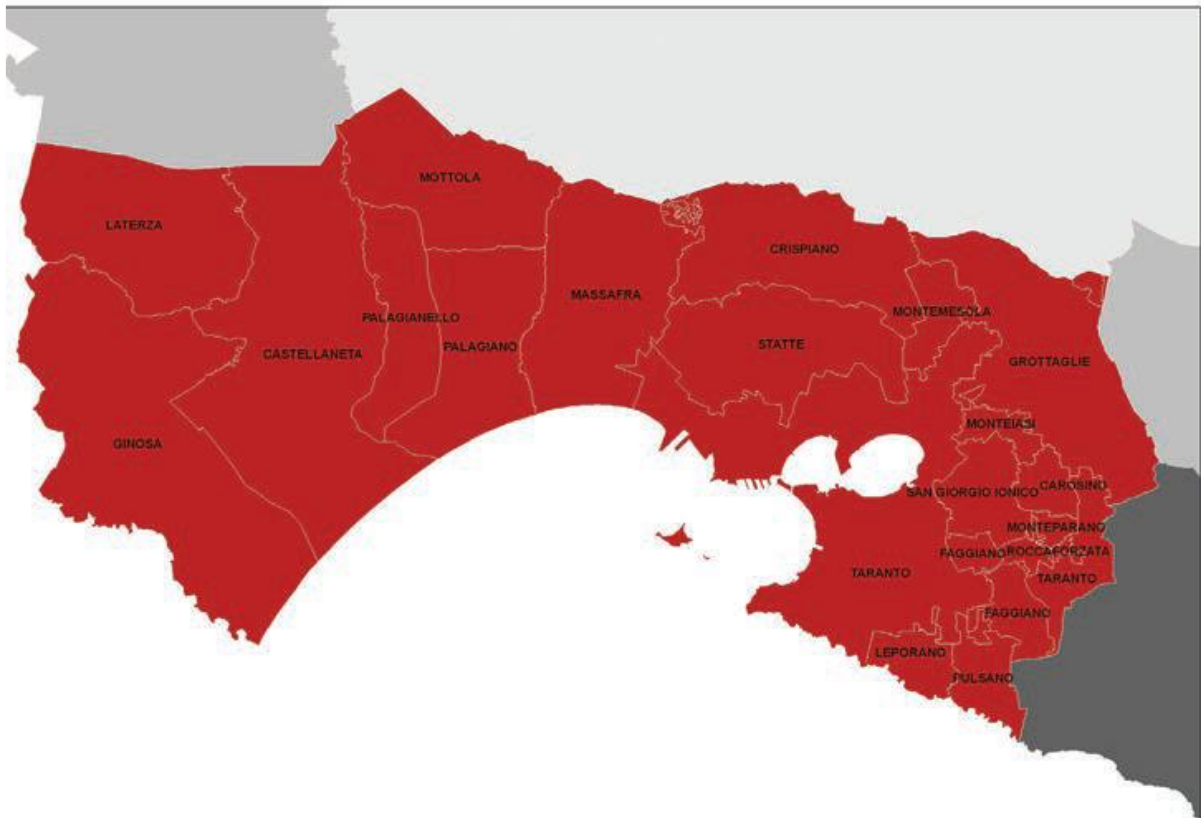 MOTTOLA
LATERZA
CRISPIANO
MASSAFRA
MONTEMESOLA
PALAGIANELLO
PALAGIANO
STATTE
CASTELLANETA
GROTTAGLIE
MONTEIASI
GINOSA
CAROSINO
SAN GIORGIO IONICO
MONTEPARANO
FAGGIANO
ROCCAFORZATA
TARANTO
TARANTO
FAGGIANO
LEPORANO
PULSANO